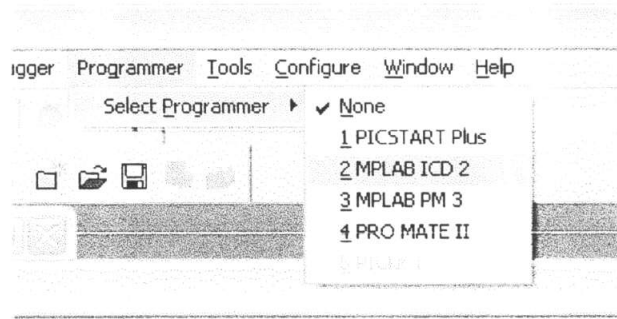 igger Programmer Tools Configure Window Help
Select Programmer
None
1 PICSTART Plus
2 MPLAB ICD 2
3 MPLAB PM 3
4 PRO MATE II